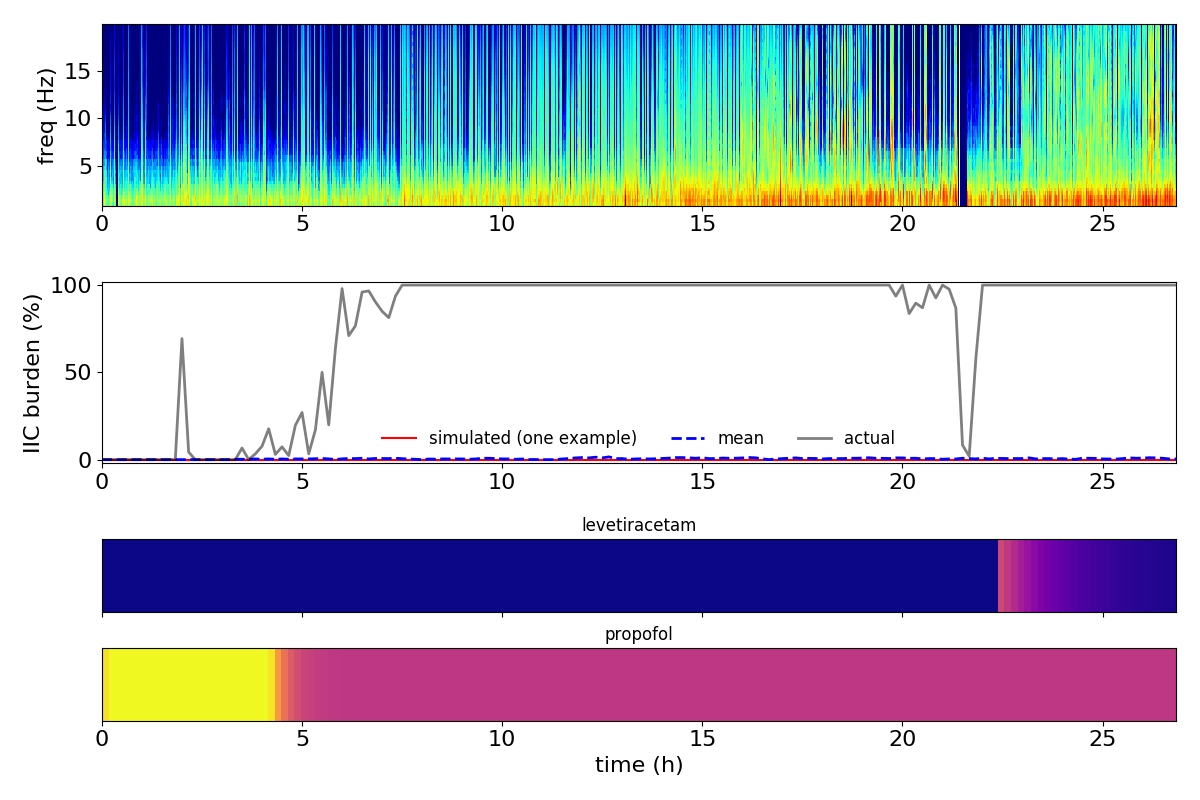 freq (Hz)
15
10
5
0 5 10 15 20 25
IIC burden (%)
100
50
0
simulated (one example) mean actual
0 5 10 15 20 25
levetiracetam
propofol
0 5 10 15 20 25
time (h)